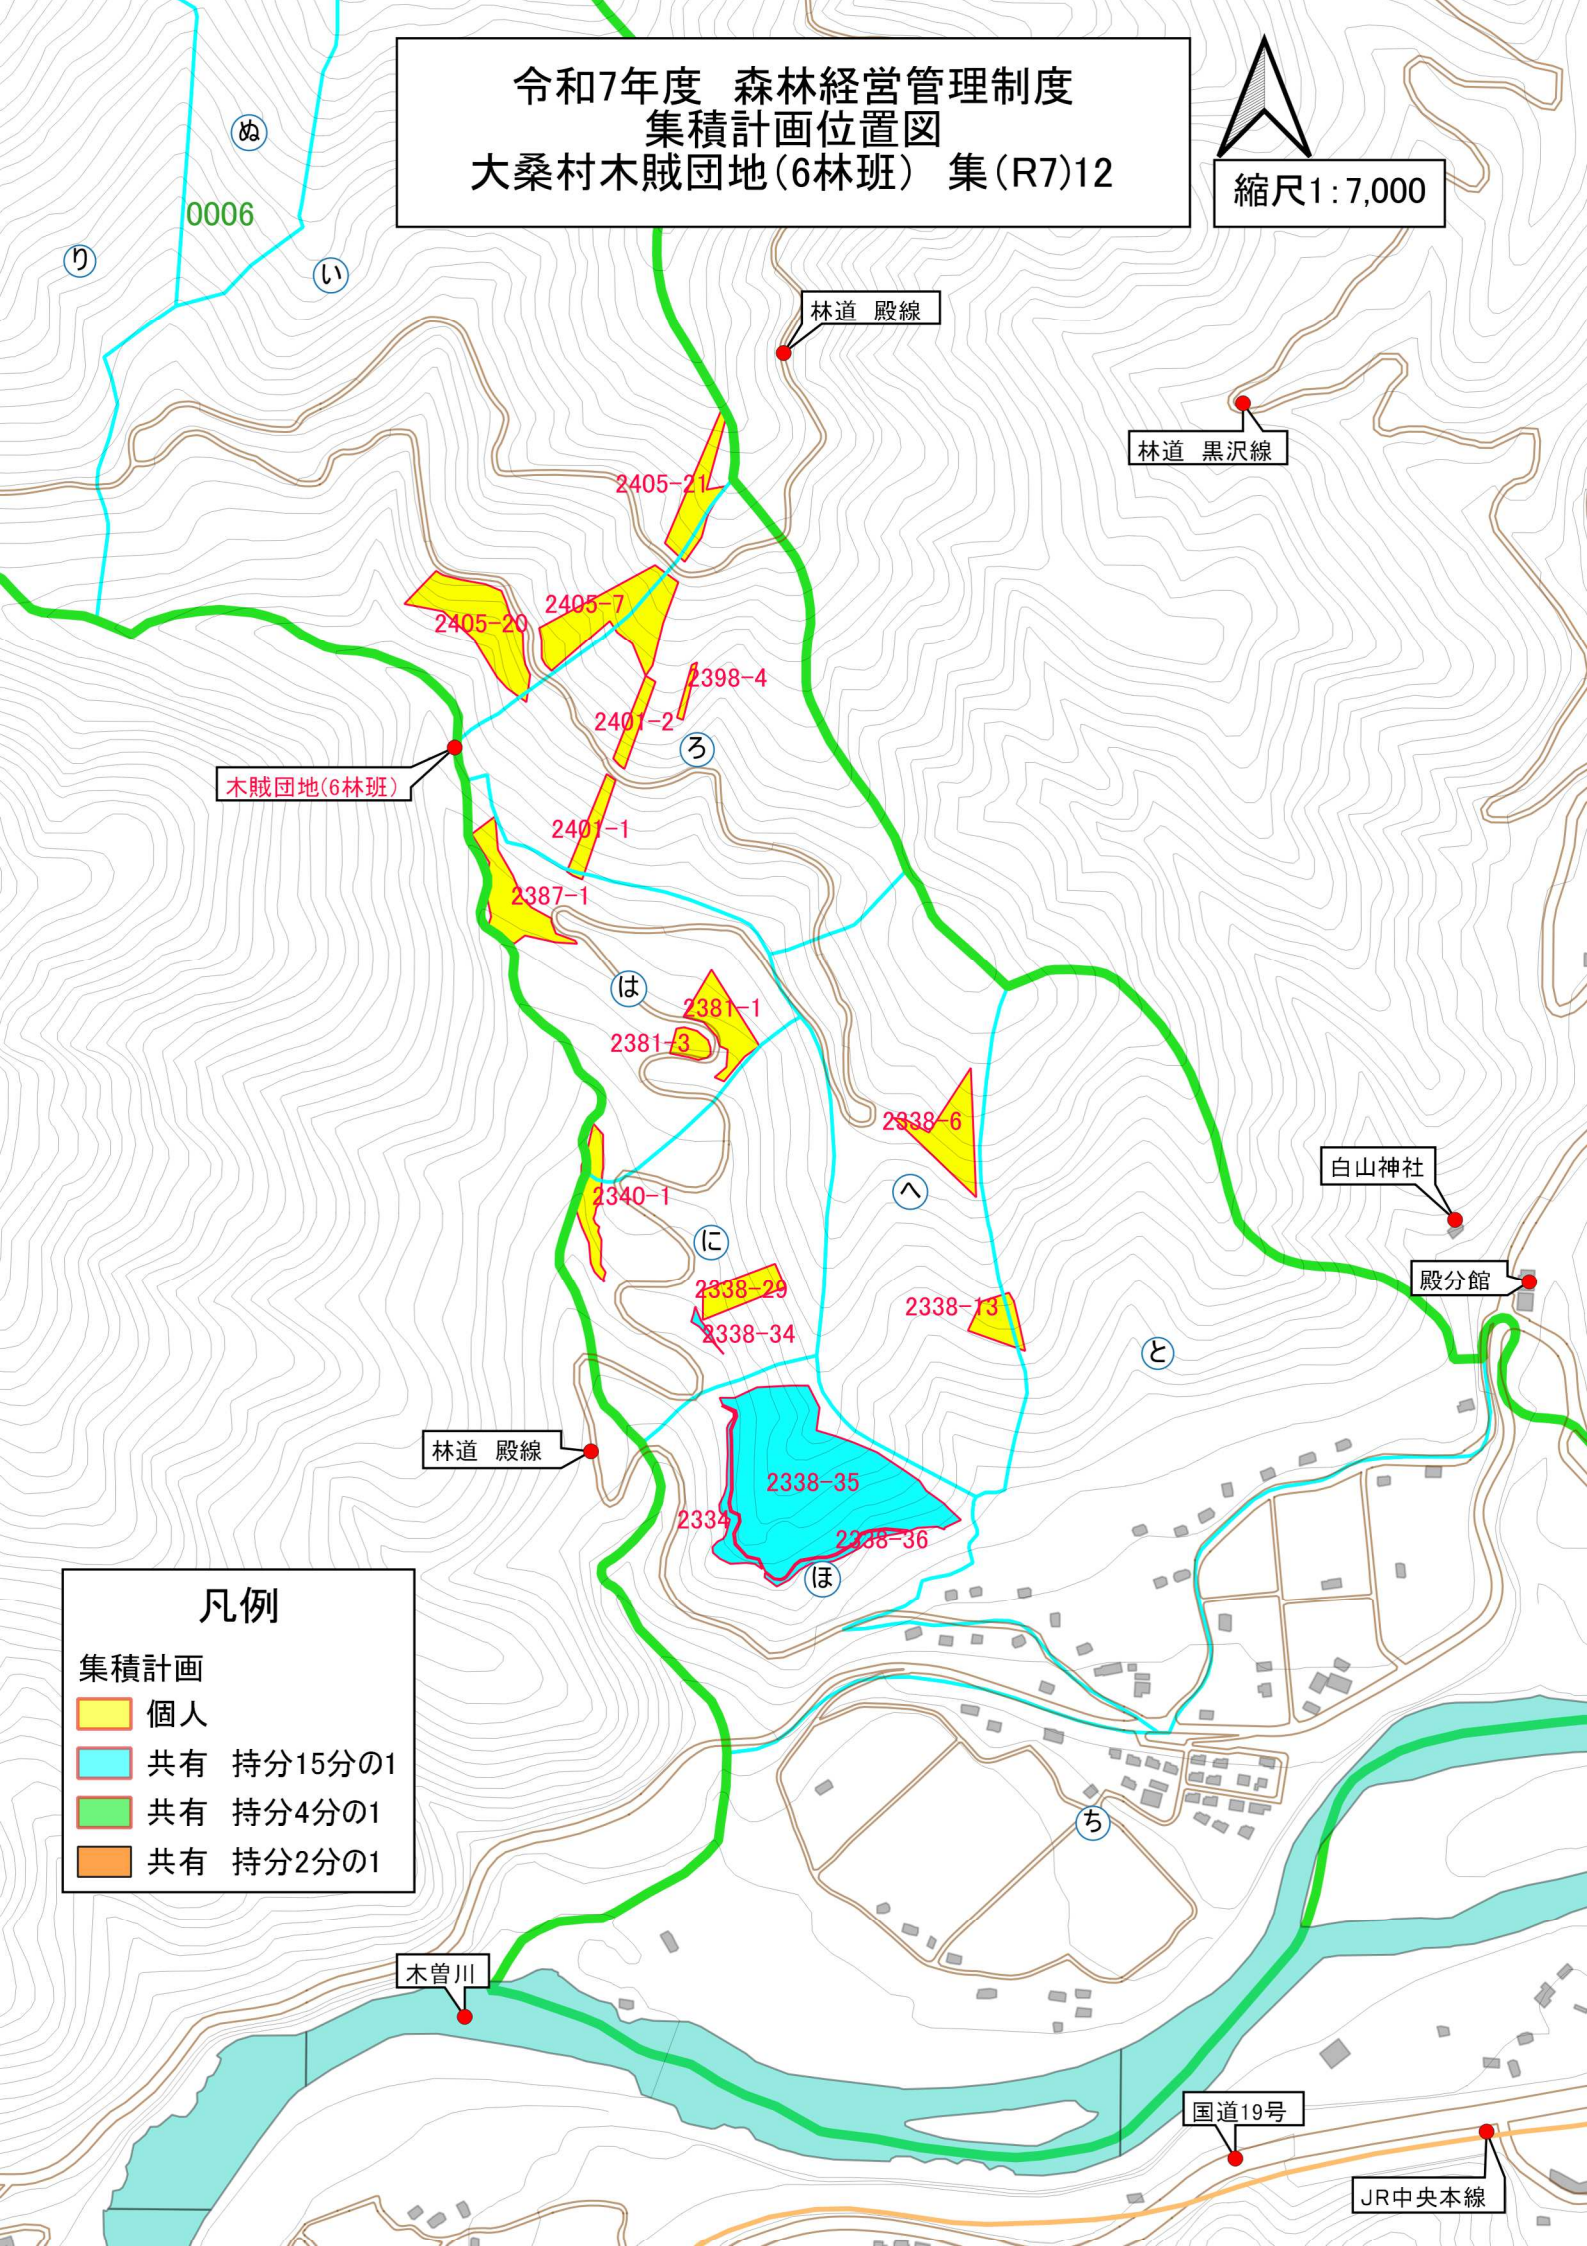 令和7年度　森林経営管理制度
集積計画位置図
大桑村木賊団地(6林班)　集(R7)12
縮尺1:7,000
ぬ
0006
り
い
林道　殿線
林道　黒沢線
2405-21
2405-7
2405-20
2398-4
2401-2
ろ
木賊団地(6林班)
2401-1
2387-1
は
2381-1
2381-3
2338-6
白山神社
へ
2340-1
に
殿分館
2338-29
2338-13
2338-34
と
林道　殿線
2338-35
2334
2338-36
ほ
凡例
集積計画
個人
共有　持分15分の1
共有　持分4分の1
共有　持分2分の1
ち
木曽川
国道19号
JR中央本線